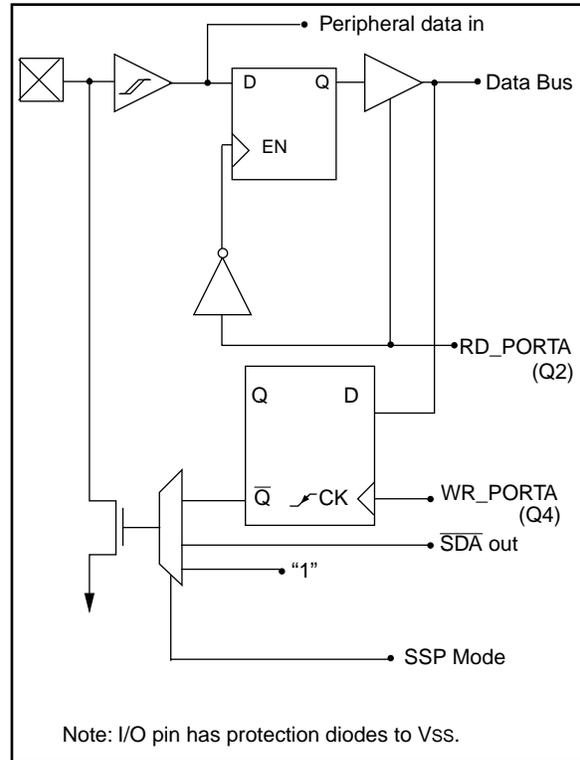 Peripheral data in
D Q
Data Bus
EN
RD_PORTA
(Q2)
Q D
Q̅ CK
WR_PORTA
(Q4)
S̅D̅A̅ out
“1”
SSP Mode
Note: I/O pin has protection diodes to VSS.